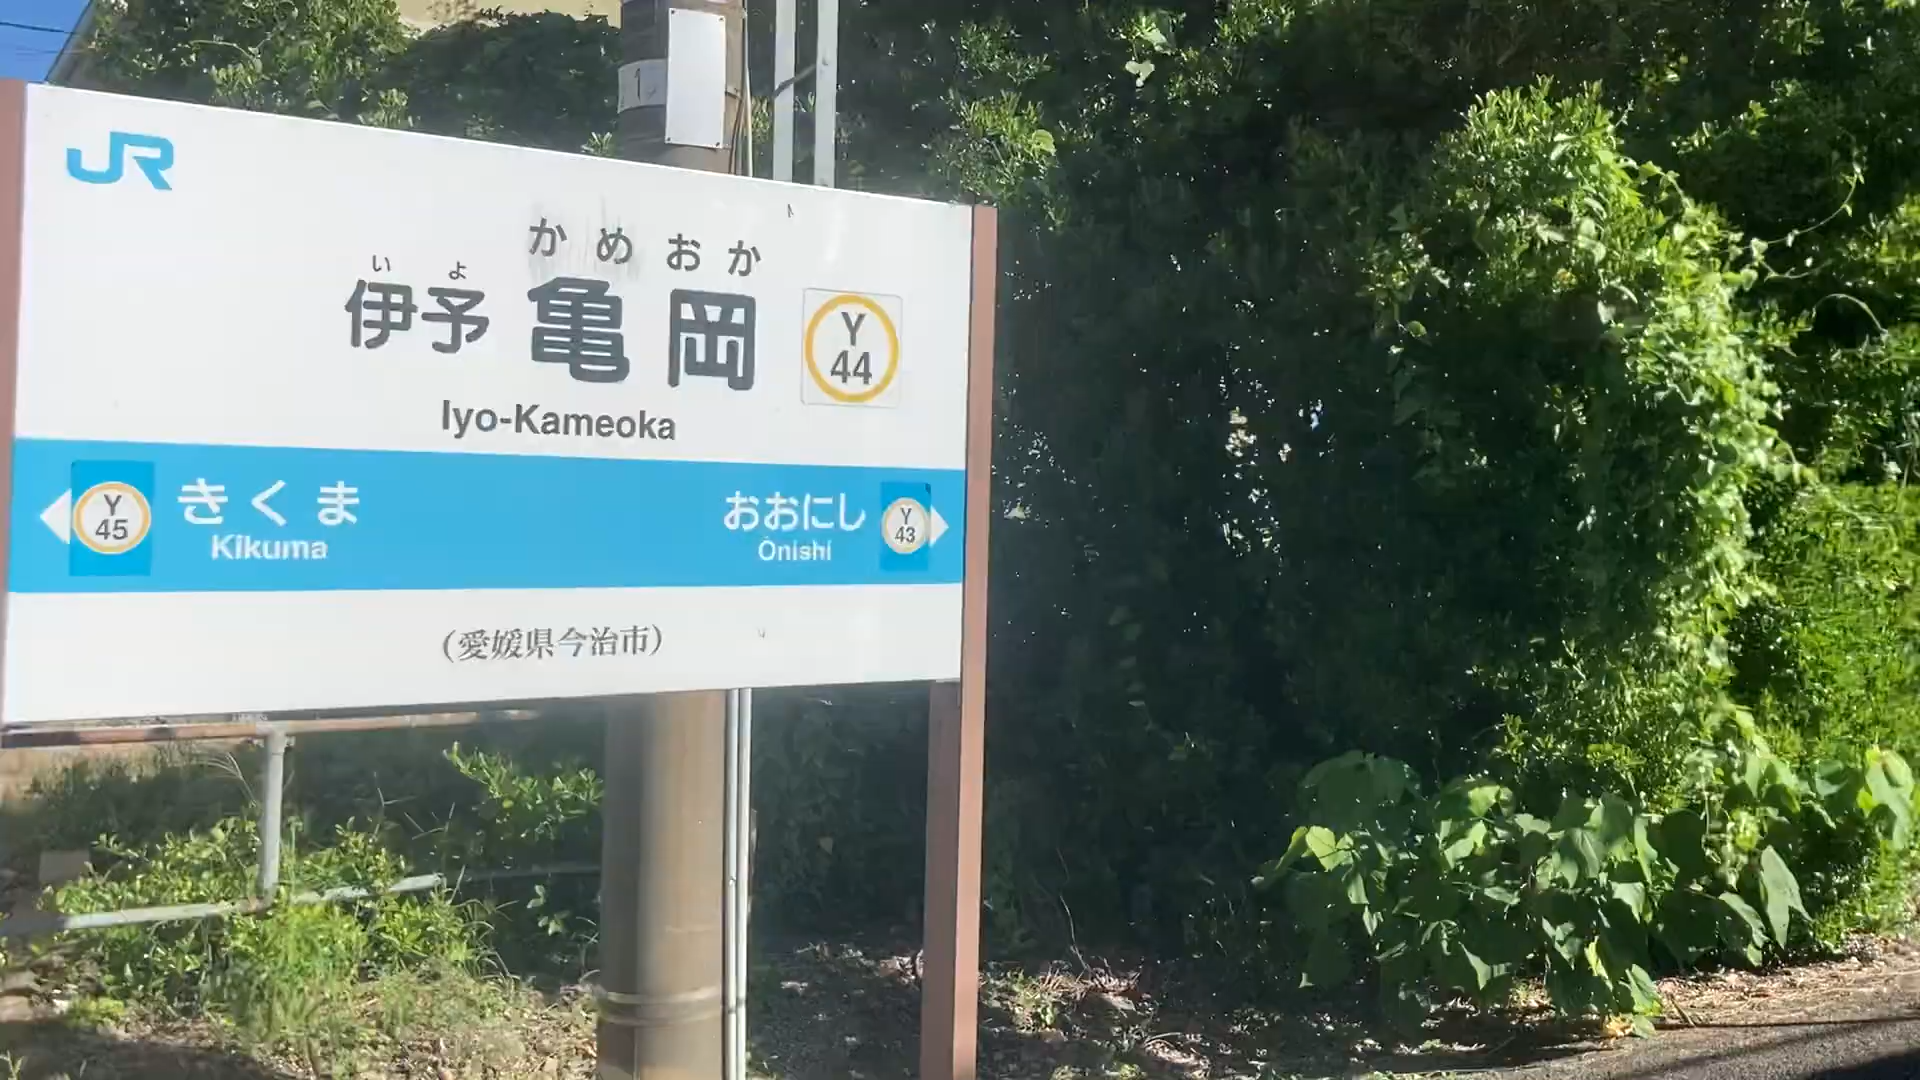 1
JR
かめおか
いよ
伊予 亀岡
Y
44
Iyo-Kameoka
Y
45
きくま
Kikuma
おおにし
Ōnishi
Y
43
（愛媛県今治市）